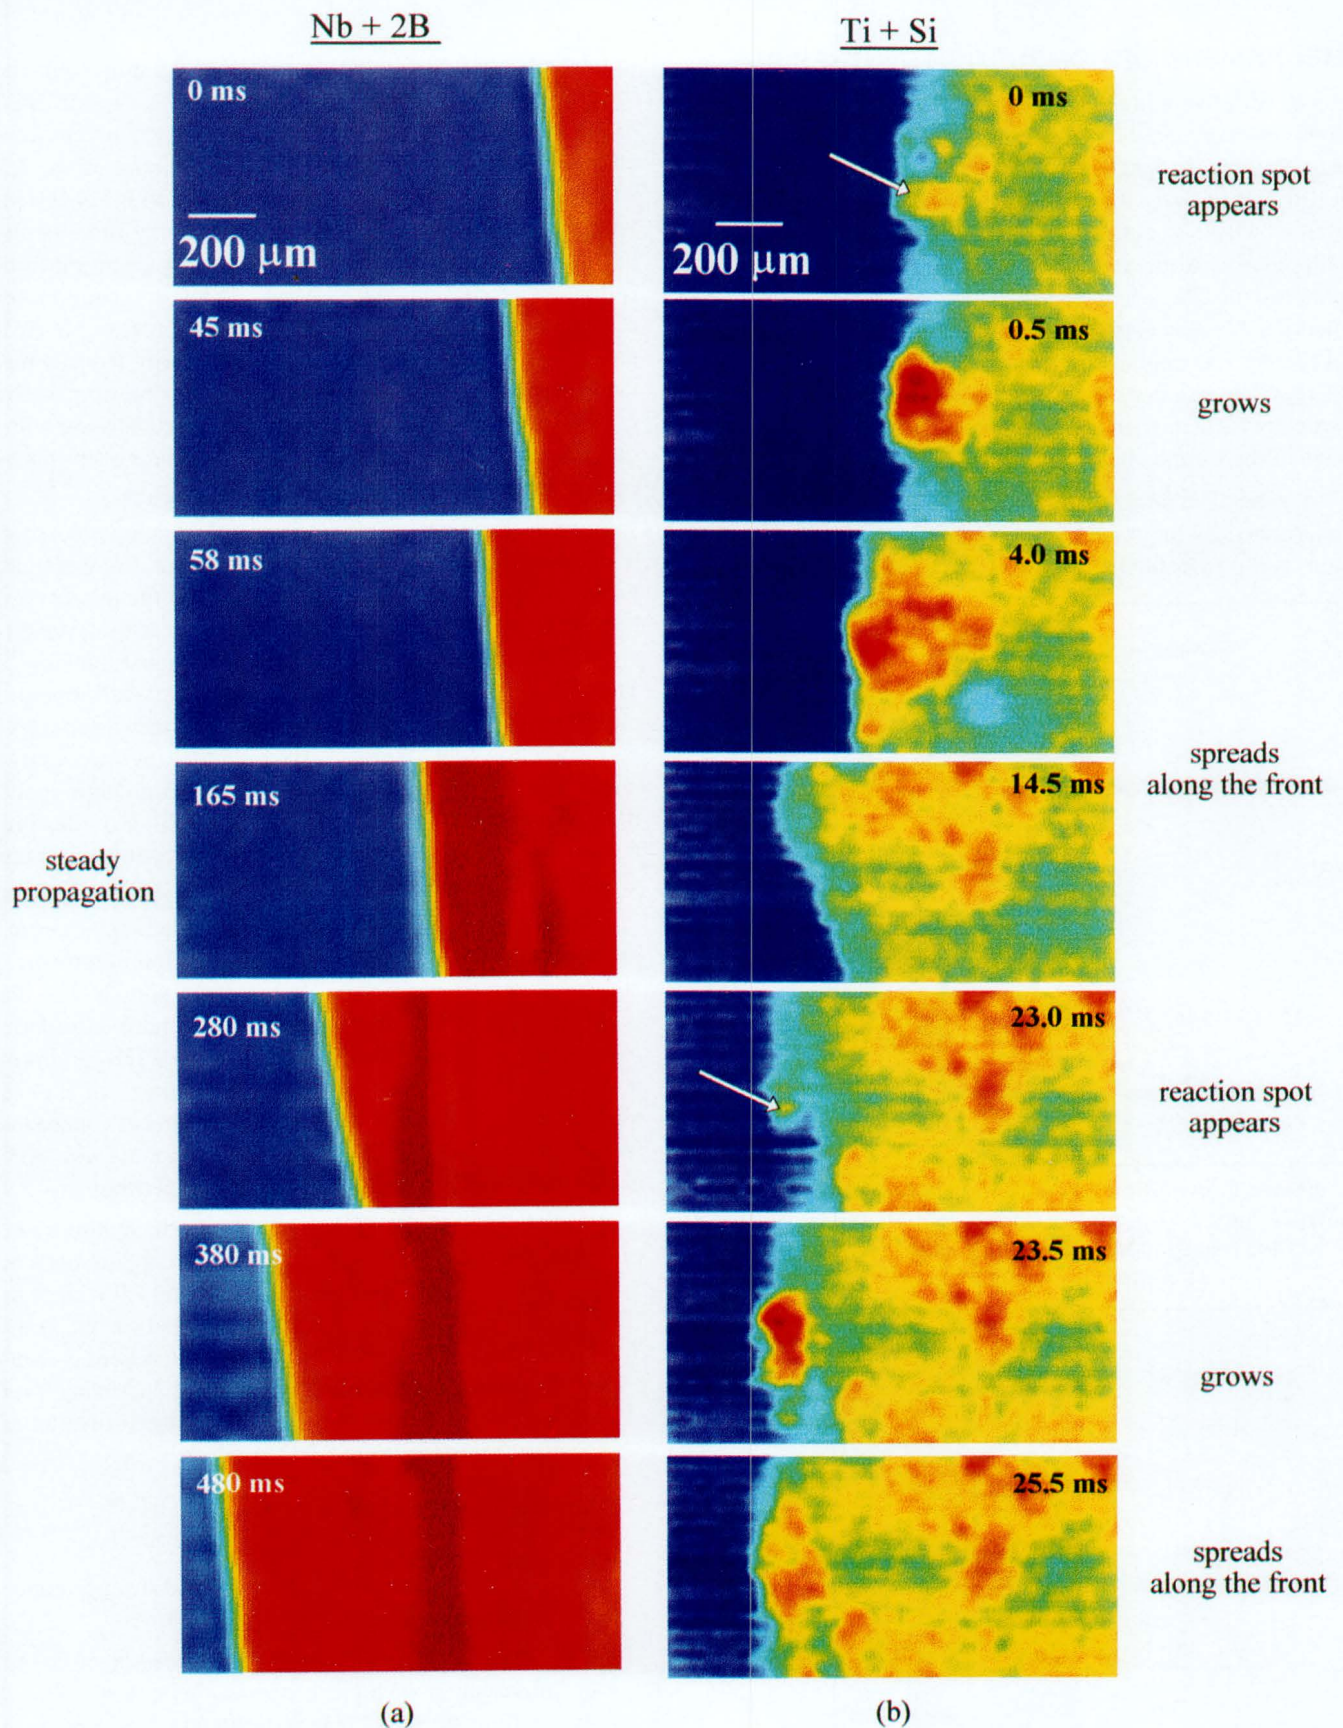 Nb + 2B
Ti + Si
0 ms
200 μm
0 ms
200 μm
reaction spot
appears
45 ms
0.5 ms
grows
58 ms
4.0 ms
spreads
along the front
165 ms
14.5 ms
steady
propagation
280 ms
23.0 ms
reaction spot
appears
380 ms
23.5 ms
grows
480 ms
25.5 ms
spreads
along the front
(a)
(b)